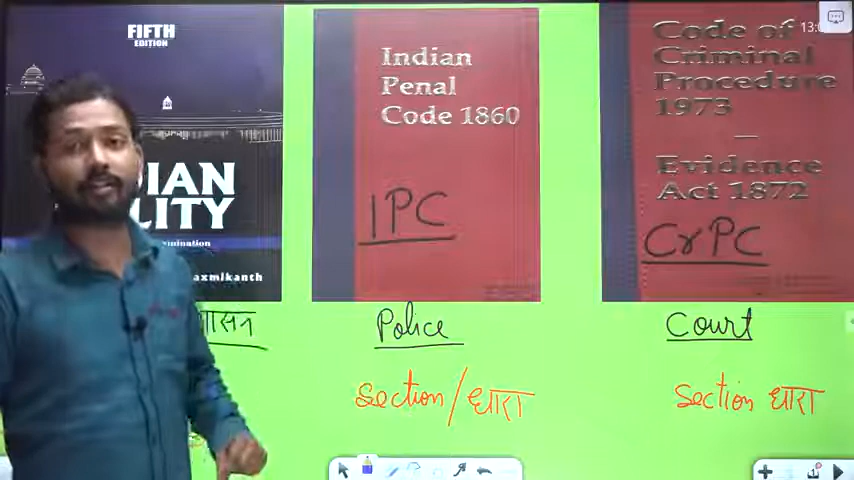 FIFTH
EDITION
IAN
LITY
mination
axmikanth
Indian
Penal
Code 1860
IPC
Police
Section/धारा
Code of
Criminal
Procedure
1973
Evidence
Act 1872
CrPC
Court
Section धारा